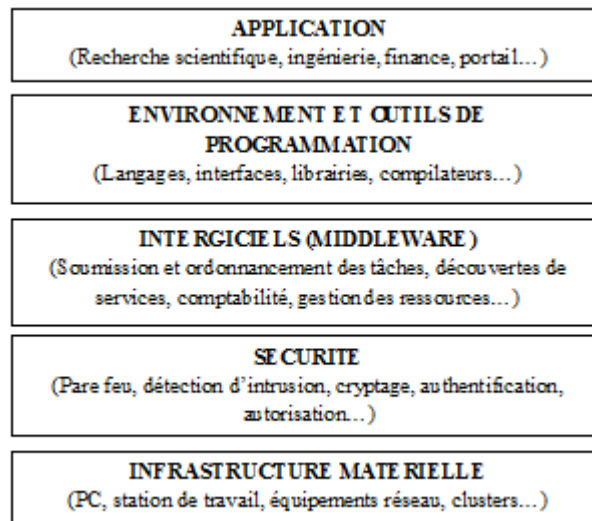 APPLICATION
(Recherche scientifique, ingénierie, finance, portail…)
ENVIRONNEMENT ET OUTILS DE
PROGRAMMATION
(Langages, interfaces, librairies, compilateurs…)
INTERGICIELS (MIDDLEWARE)
(Soumission et ordonnancement des tâches, découvertes de
services, comptabilité, gestion des ressources…)
SECURITE
(Pare feu, détection d’intrusion, cryptage, authentification,
autorisation…)
INFRASTRUCTURE MATERIELLE
(PC, station de travail, équipements réseau, clusters…)